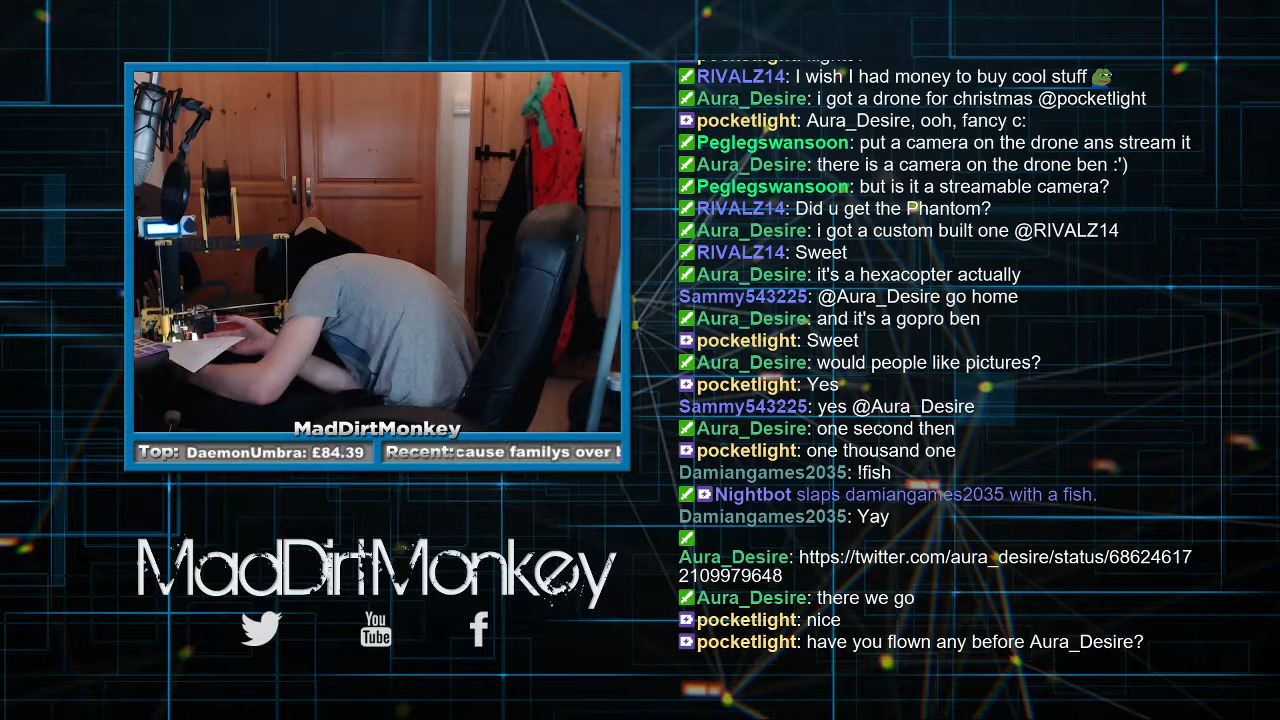 RIVALZ14: I wish I had money to buy cool stuff
Aura_Desire: i got a drone for christmas @pocketlight
pocketlight: Aura_Desire, ooh, fancy c:
Peglegswansoon: put a camera on the drone ans stream it
Aura_Desire: there is a camera on the drone ben :')
Peglegswansoon: but is it a streamable camera?
RIVALZ14: Did u get the Phantom?
Aura_Desire: i got a custom built one @RIVALZ14
RIVALZ14: Sweet
Aura_Desire: it's a hexacopter actually
Sammy543225: @Aura_Desire go home
Aura_Desire: and it's a gopro ben
pocketlight: Sweet
Aura_Desire: would people like pictures?
pocketlight: Yes
Sammy543225: yes @Aura_Desire
Aura_Desire: one second then
pocketlight: one thousand one
Damiangames2035: !fish
Nightbot slaps damiangames2035 with a fish.
Damiangames2035: Yay
Aura_Desire: https://twitter.com/aura_desire/status/68624617
2109979648
Aura_Desire: there we go
pocketlight: nice
pocketlight: have you flown any before Aura_Desire?
MadDirtMonkey
Top: DaemonUmbra: £84.39
Recent: cause familys over
MadDirtMonkey
You
Tube